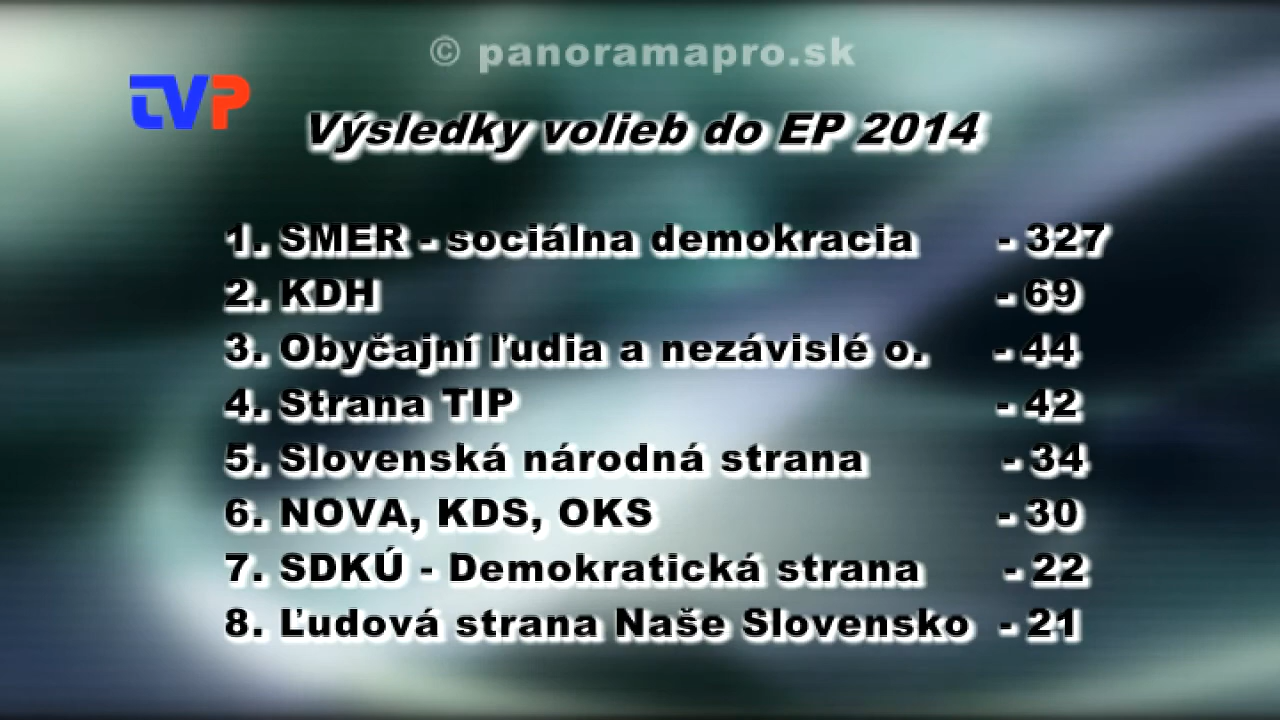 © panoramapro.sk
TVP
Výsledky volieb do EP 2014
1. SMER - sociálna demokracia - 327
2. KDH - 69
3. Obyčajní ľudia a nezávislé o. - 44
4. Strana TIP - 42
5. Slovenská národná strana - 34
6. NOVA, KDS, OKS - 30
7. SDKÚ - Demokratická strana - 22
8. Ľudová strana Naše Slovensko - 21